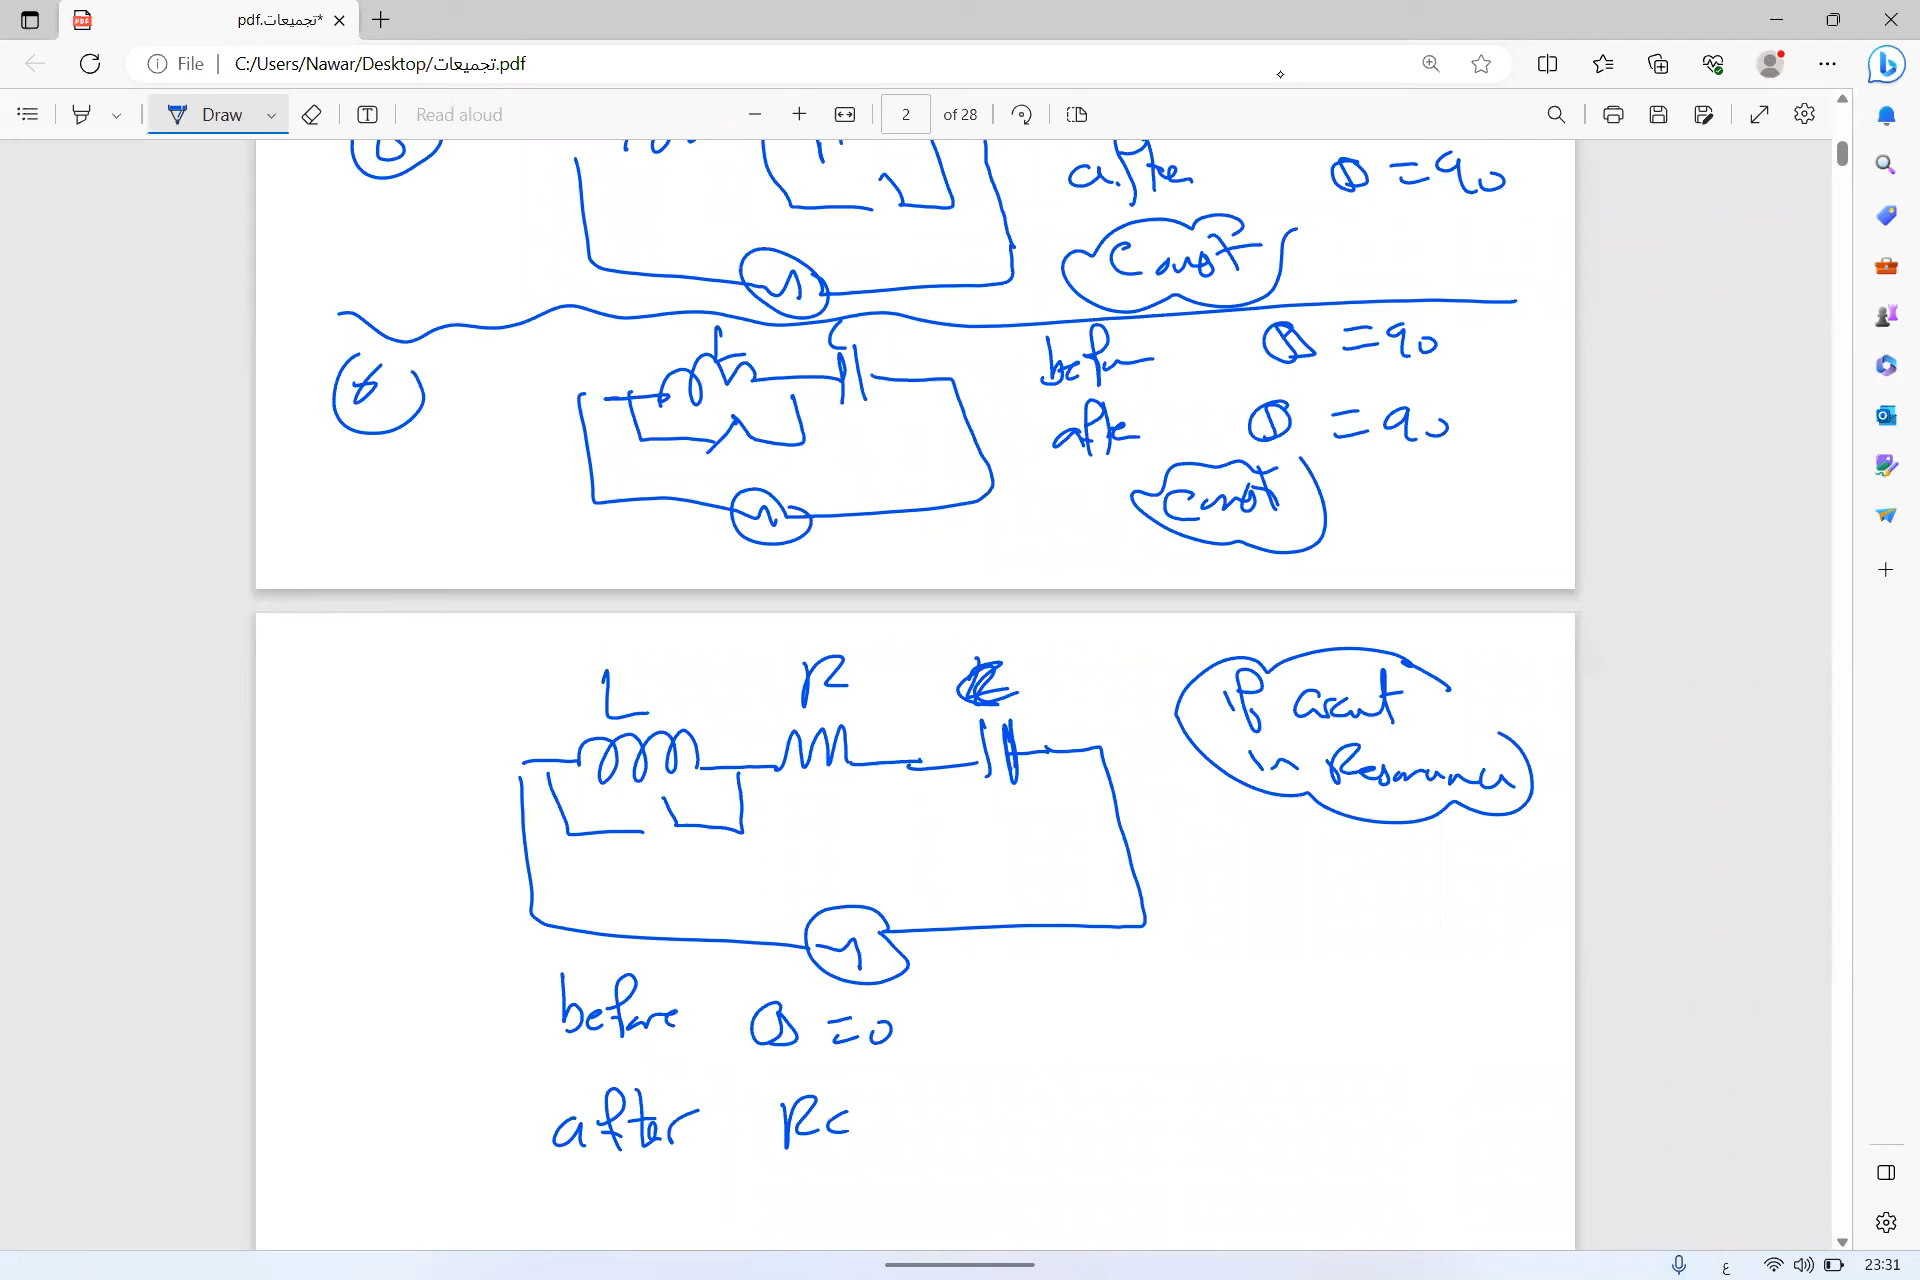 تجميعات.pdf*
File C:/Users/Nawar/Desktop/تجميعات.pdf
Draw Read aloud 2 of 28
after = 90
Const
L C before = 90
after = 90
Const
L R
if circuit
in Resonance
before = 0
after RC
ع 23:31